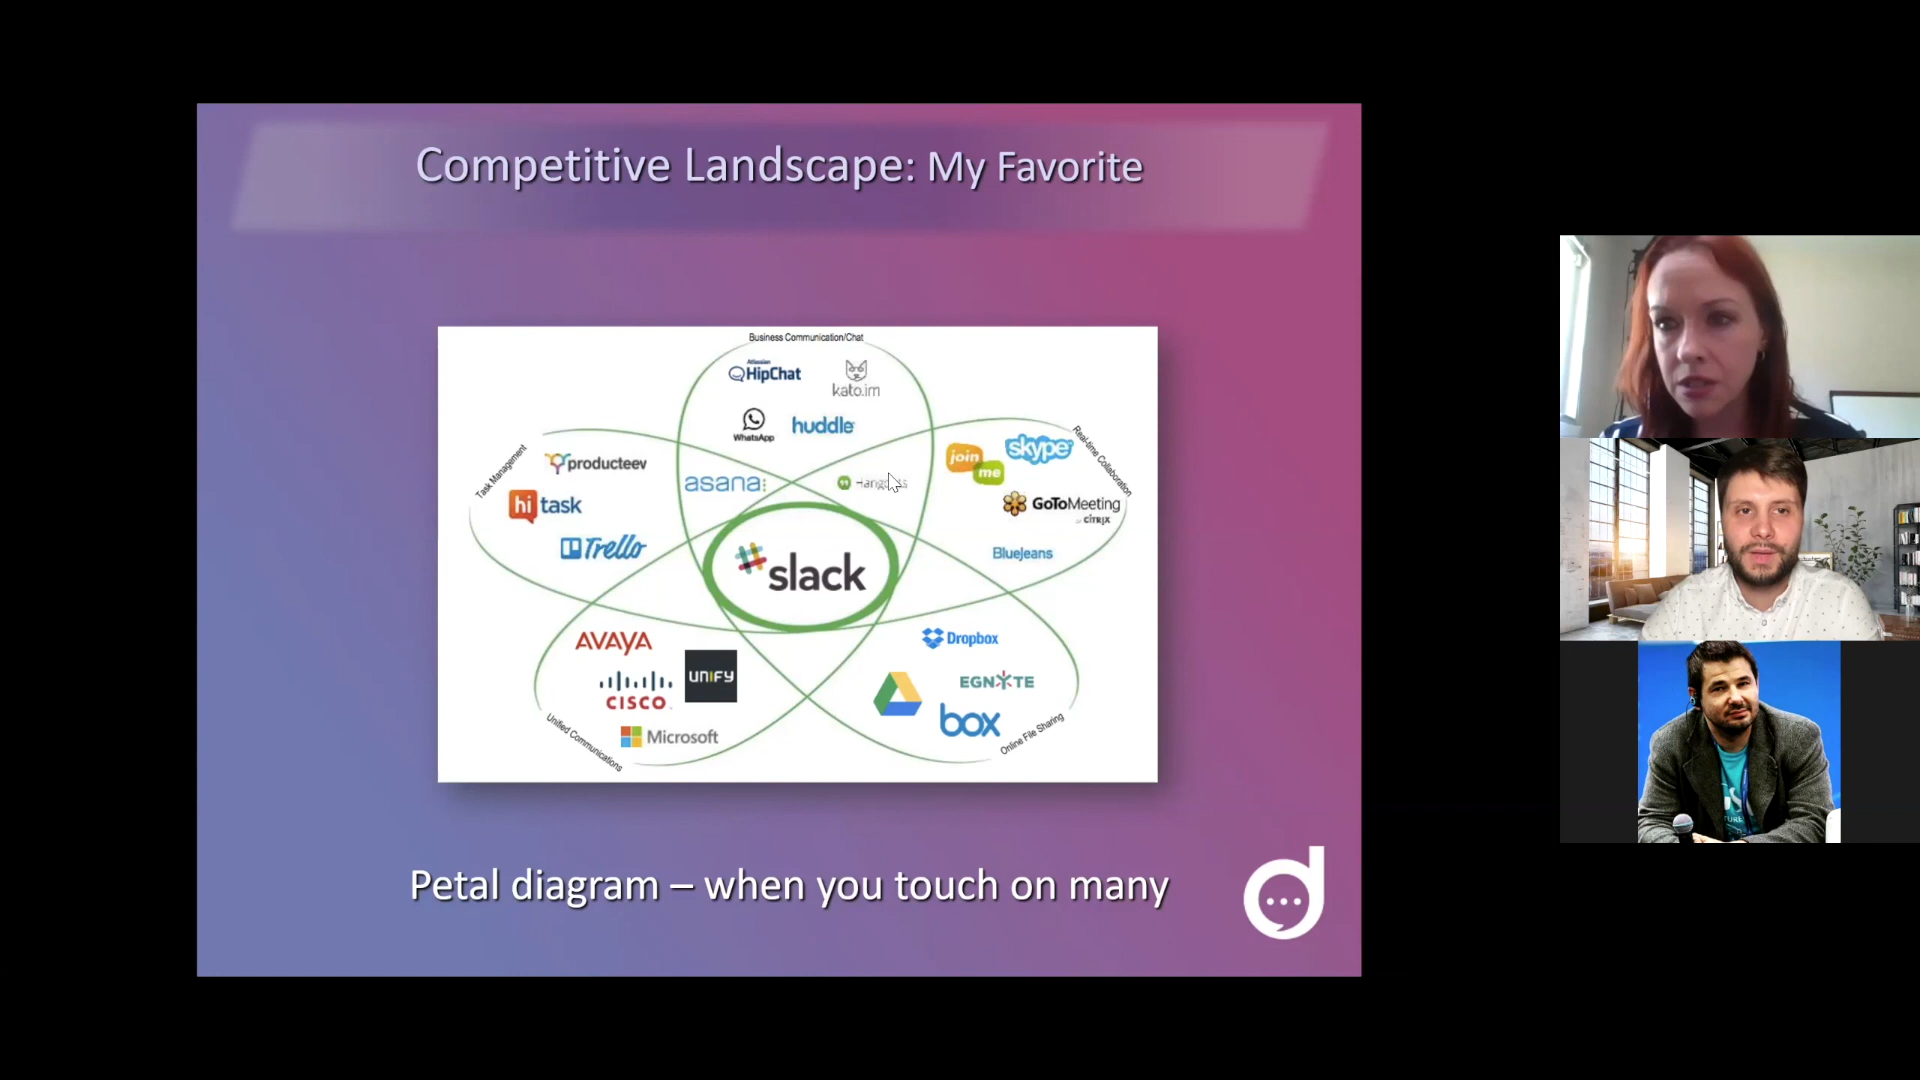 Competitive Landscape: My Favorite
Business Communication/Chat
Atlassian
HipChat
kato.im
WhatsApp
huddle
Task Management
producteev
hi task
Trello
asana:
Real-time Collaboration
join me
skype
GoToMeeting
by CITRIX
BlueJeans
slack
AVAYA
CISCO
UNIFY
Microsoft
Unified Communications
Dropbox
EGNYTE
box
Online File Sharing
Petal diagram – when you touch on many